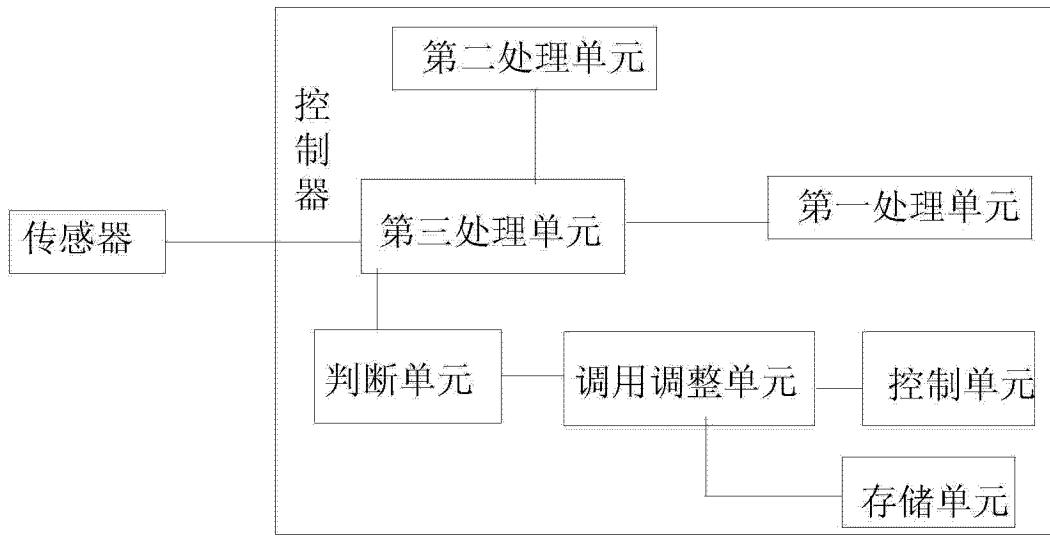 第二处理单元
控制器
第一处理单元
第三处理单元
传感器
判断单元
调用调整单元
控制单元
存储单元